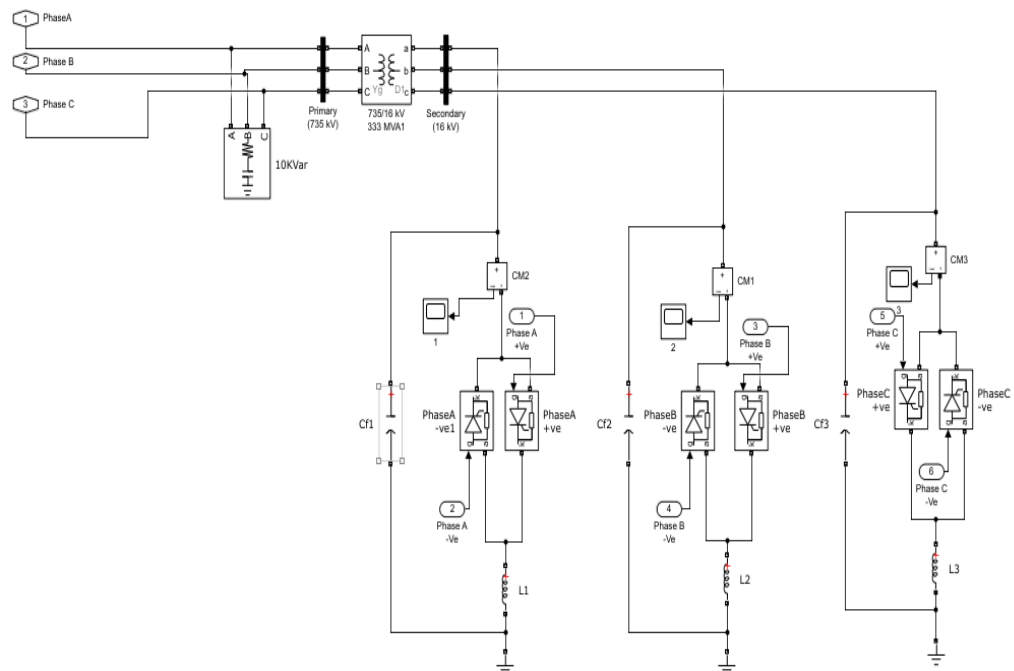 1 PhaseA
2 Phase B
3 Phase C
A a
B b
C c
Yg D1
A B C
10KVar
Primary
(735 kV)
735/16 kV
333 MVA1
Secondary
(16 kV)
+
-
i
CM2
1
1
Phase A
+Ve
PhaseA
-ve1
k
g a
g a
k
PhaseA
+ve
Cf1
2
Phase A
-Ve
L1
+
-
i
CM1
2
3
Phase B
+Ve
PhaseB
-ve
k
g a
g a
k
PhaseB
+ve
Cf2
4
Phase B
-Ve
L2
+
-
i
CM3
3
5
Phase C
+Ve
PhaseC
+ve
g a
k
k
g a
PhaseC
-ve
Cf3
6
Phase C
-Ve
L3